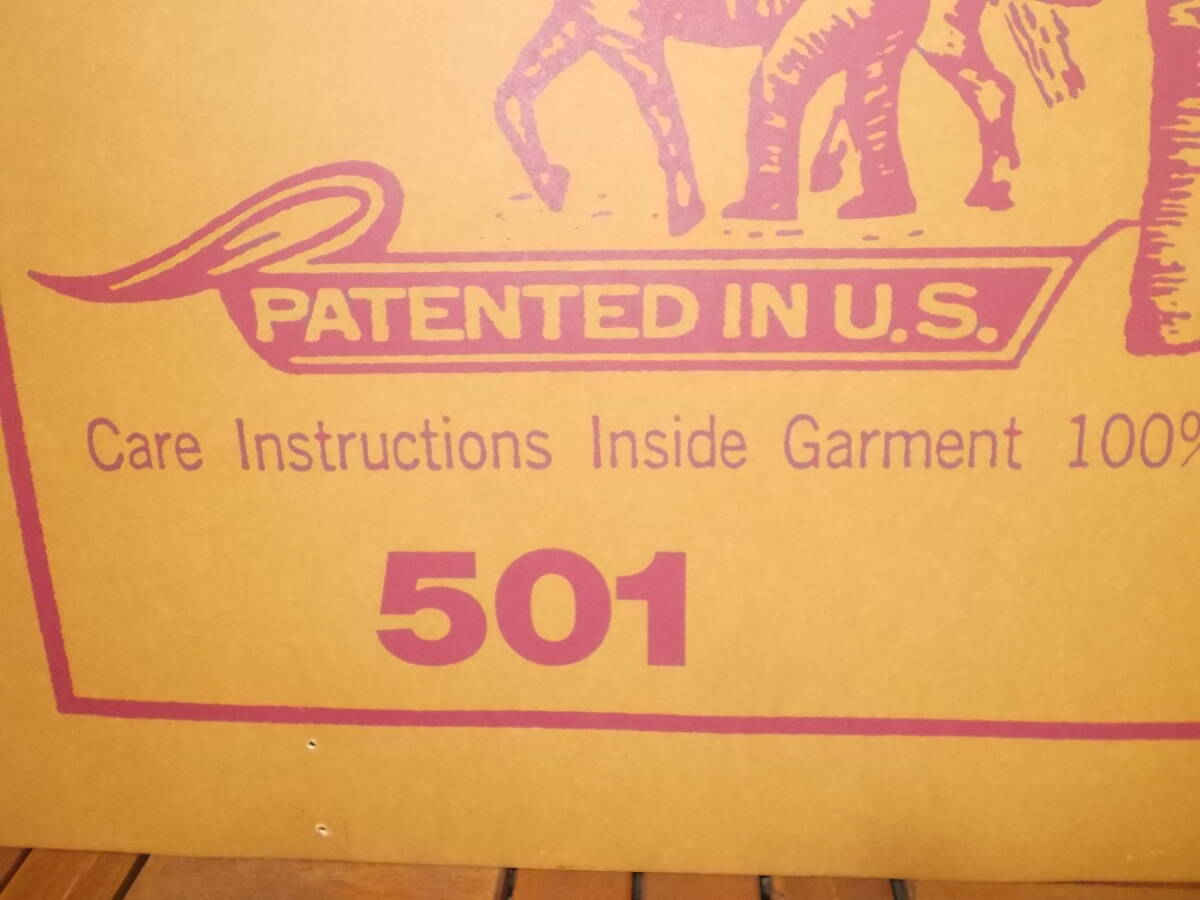 PATENTED IN U.S.
Care Instructions Inside Garment 100%
501